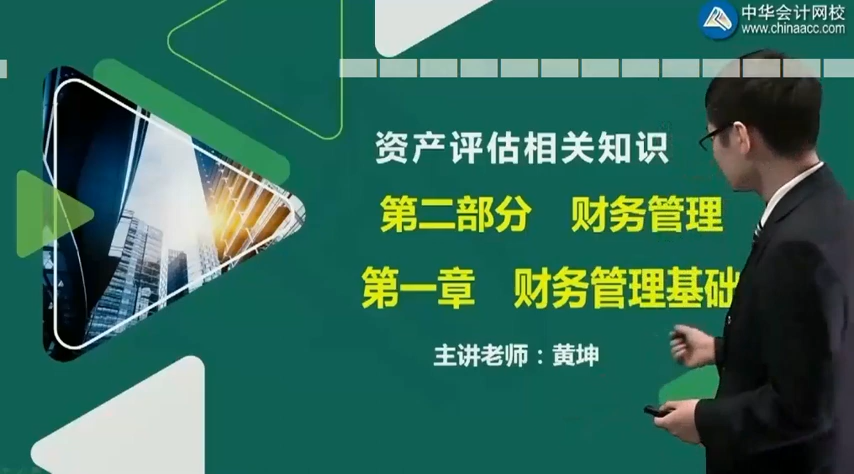 中华会计网校
www.chinaacc.com
资产评估相关知识
第二部分 财务管理
第一章 财务管理基础
主讲老师：黄坤